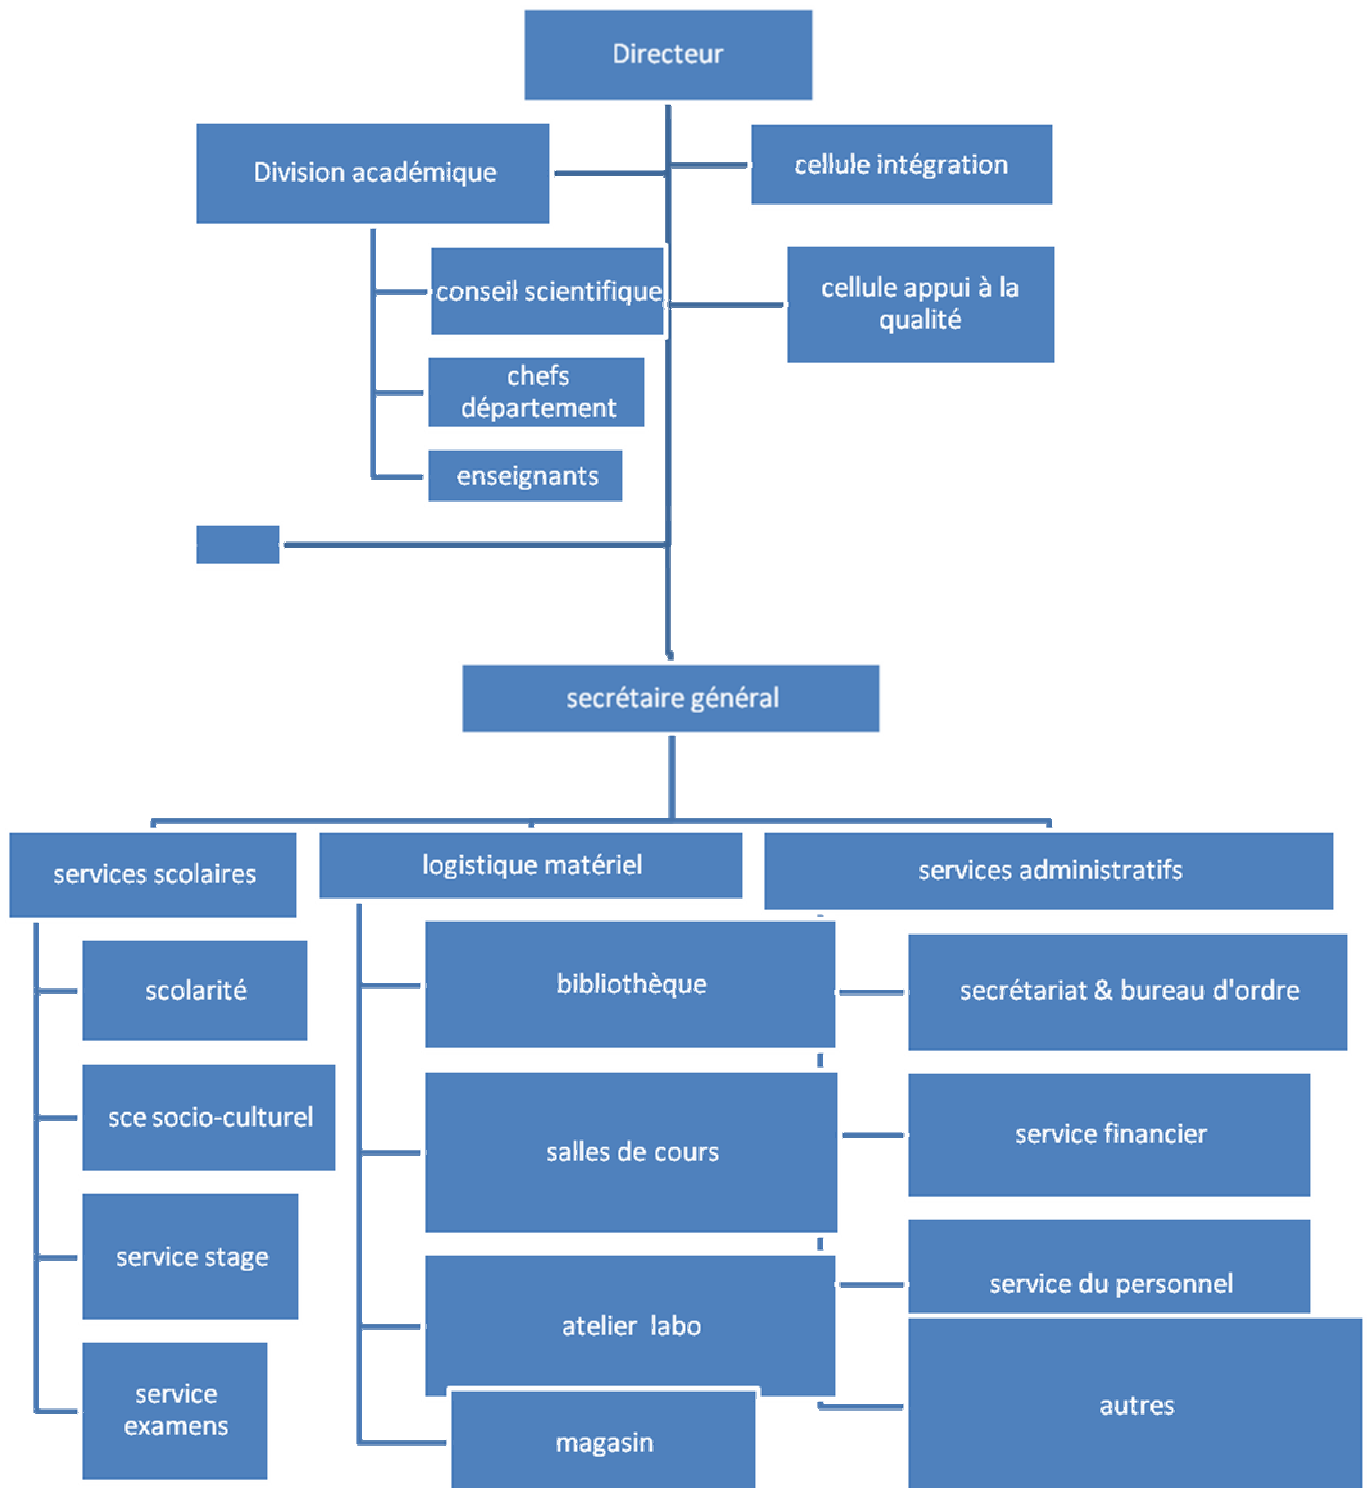 Directeur
Division académique
cellule intégration
conseil scientifique
cellule appui à la
qualité
chefs
département
enseignants
secrétaire général
services scolaires
logistique matériel
services administratifs
scolarité
bibliothèque
secrétariat & bureau d'ordre
sce socio-culturel
salles de cours
service financier
service stage
atelier labo
service du personnel
service
examens
magasin
autres